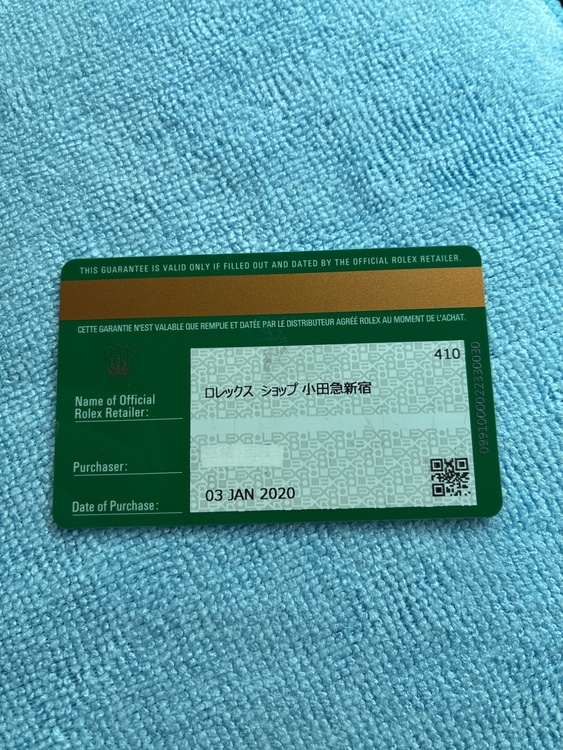 THIS GUARANTEE IS VALID ONLY IF FILLED OUT AND DATED BY THE OFFICIAL ROLEX RETAILER.
CETTE GARANTIE N'EST VALABLE QUE REMPLIE ET DATÉE PAR LE DISTRIBUTEUR AGRÉÉ ROLEX AU MOMENT DE L'ACHAT.
410
ロレックス ショップ 小田急新宿
Name of Official
Rolex Retailer:
Purchaser:
Date of Purchase:
03 JAN 2020